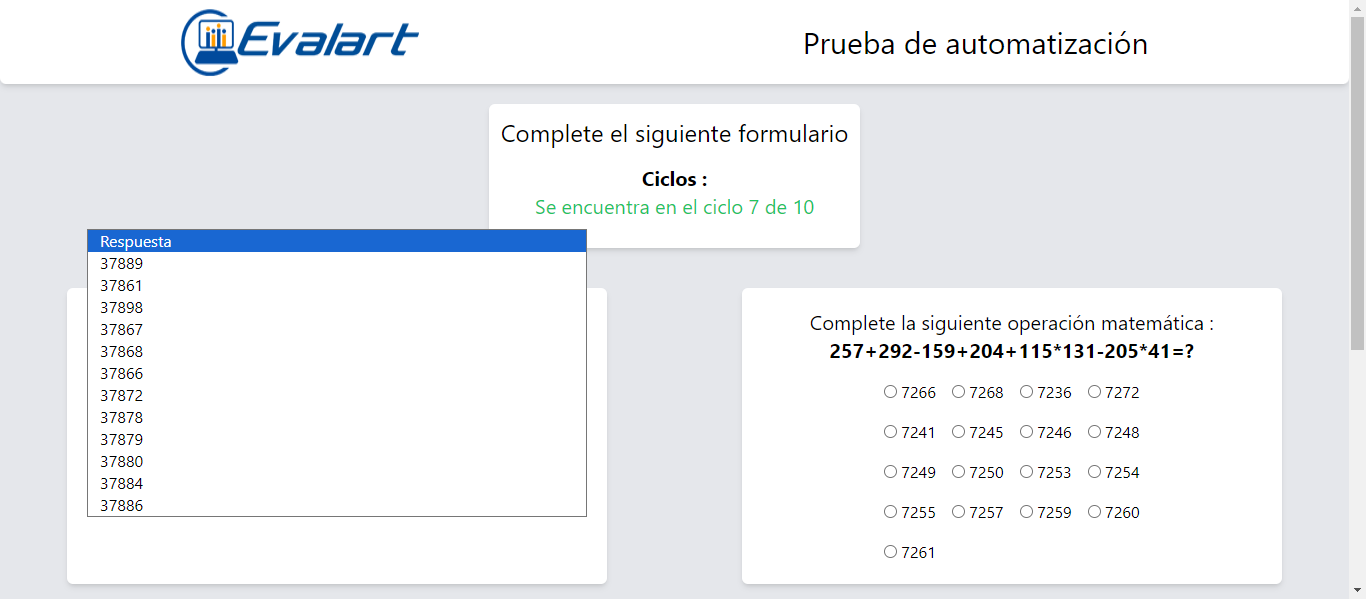 Evalart
Prueba de automatización
Complete el siguiente formulario
Ciclos :
Se encuentra en el ciclo 7 de 10
Respuesta
37889
37861
37898
37867
37868
37866
37872
37878
37879
37880
37884
37886
Complete la siguiente operación matemática :
257+292-159+204+115*131-205*41=?
7266 7268 7236 7272
7241 7245 7246 7248
7249 7250 7253 7254
7255 7257 7259 7260
7261